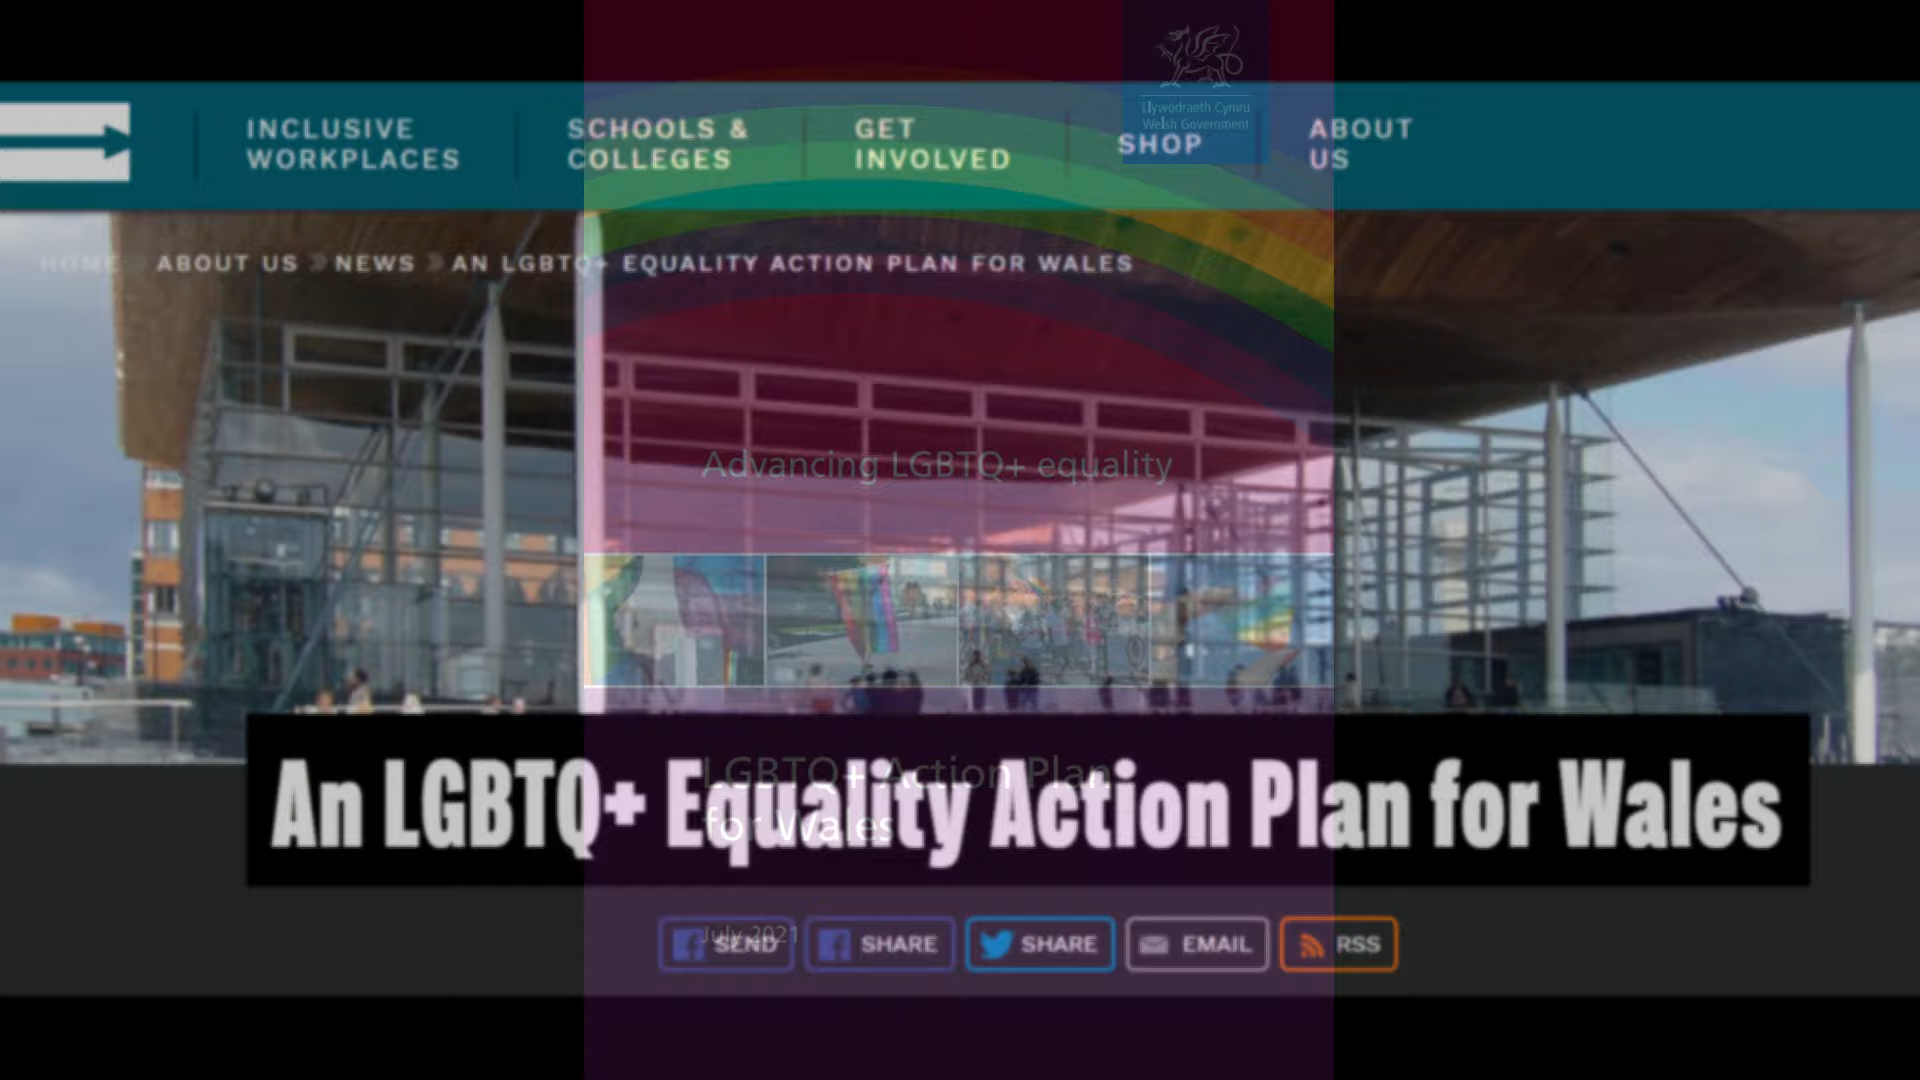 Llywodraeth Cymru
Welsh Government
INCLUSIVE
WORKPLACES
SCHOOLS &
COLLEGES
GET
INVOLVED
SHOP
ABOUT
US
HOME » ABOUT US » NEWS » AN LGBTQ+ EQUALITY ACTION PLAN FOR WALES
Advancing LGBTQ+ equality
LGBTQ+ Action Plan
for Wales
An LGBTQ+ Equality Action Plan for Wales
July 2021
SEND
SHARE
SHARE
EMAIL
RSS